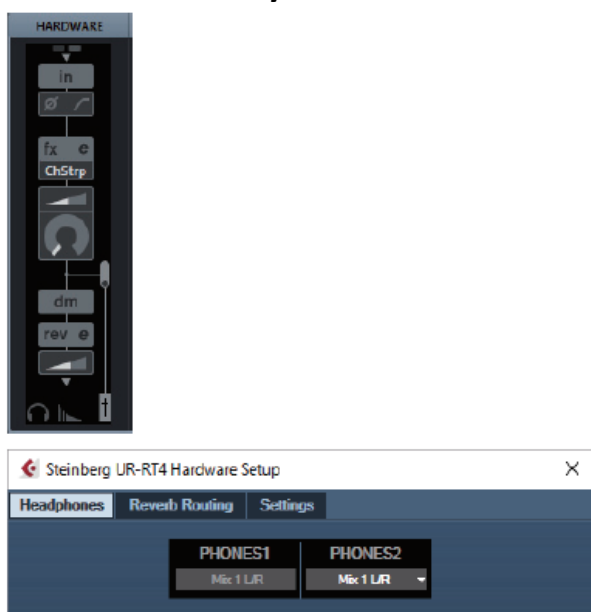 HARDWARE
in
fx e
ChStrp
dm
rev e
Steinberg UR-RT4 Hardware Setup
Headphones Reverb Routing Settings
PHONES1 PHONES2
Mix 1 L/R Mix 1 L/R